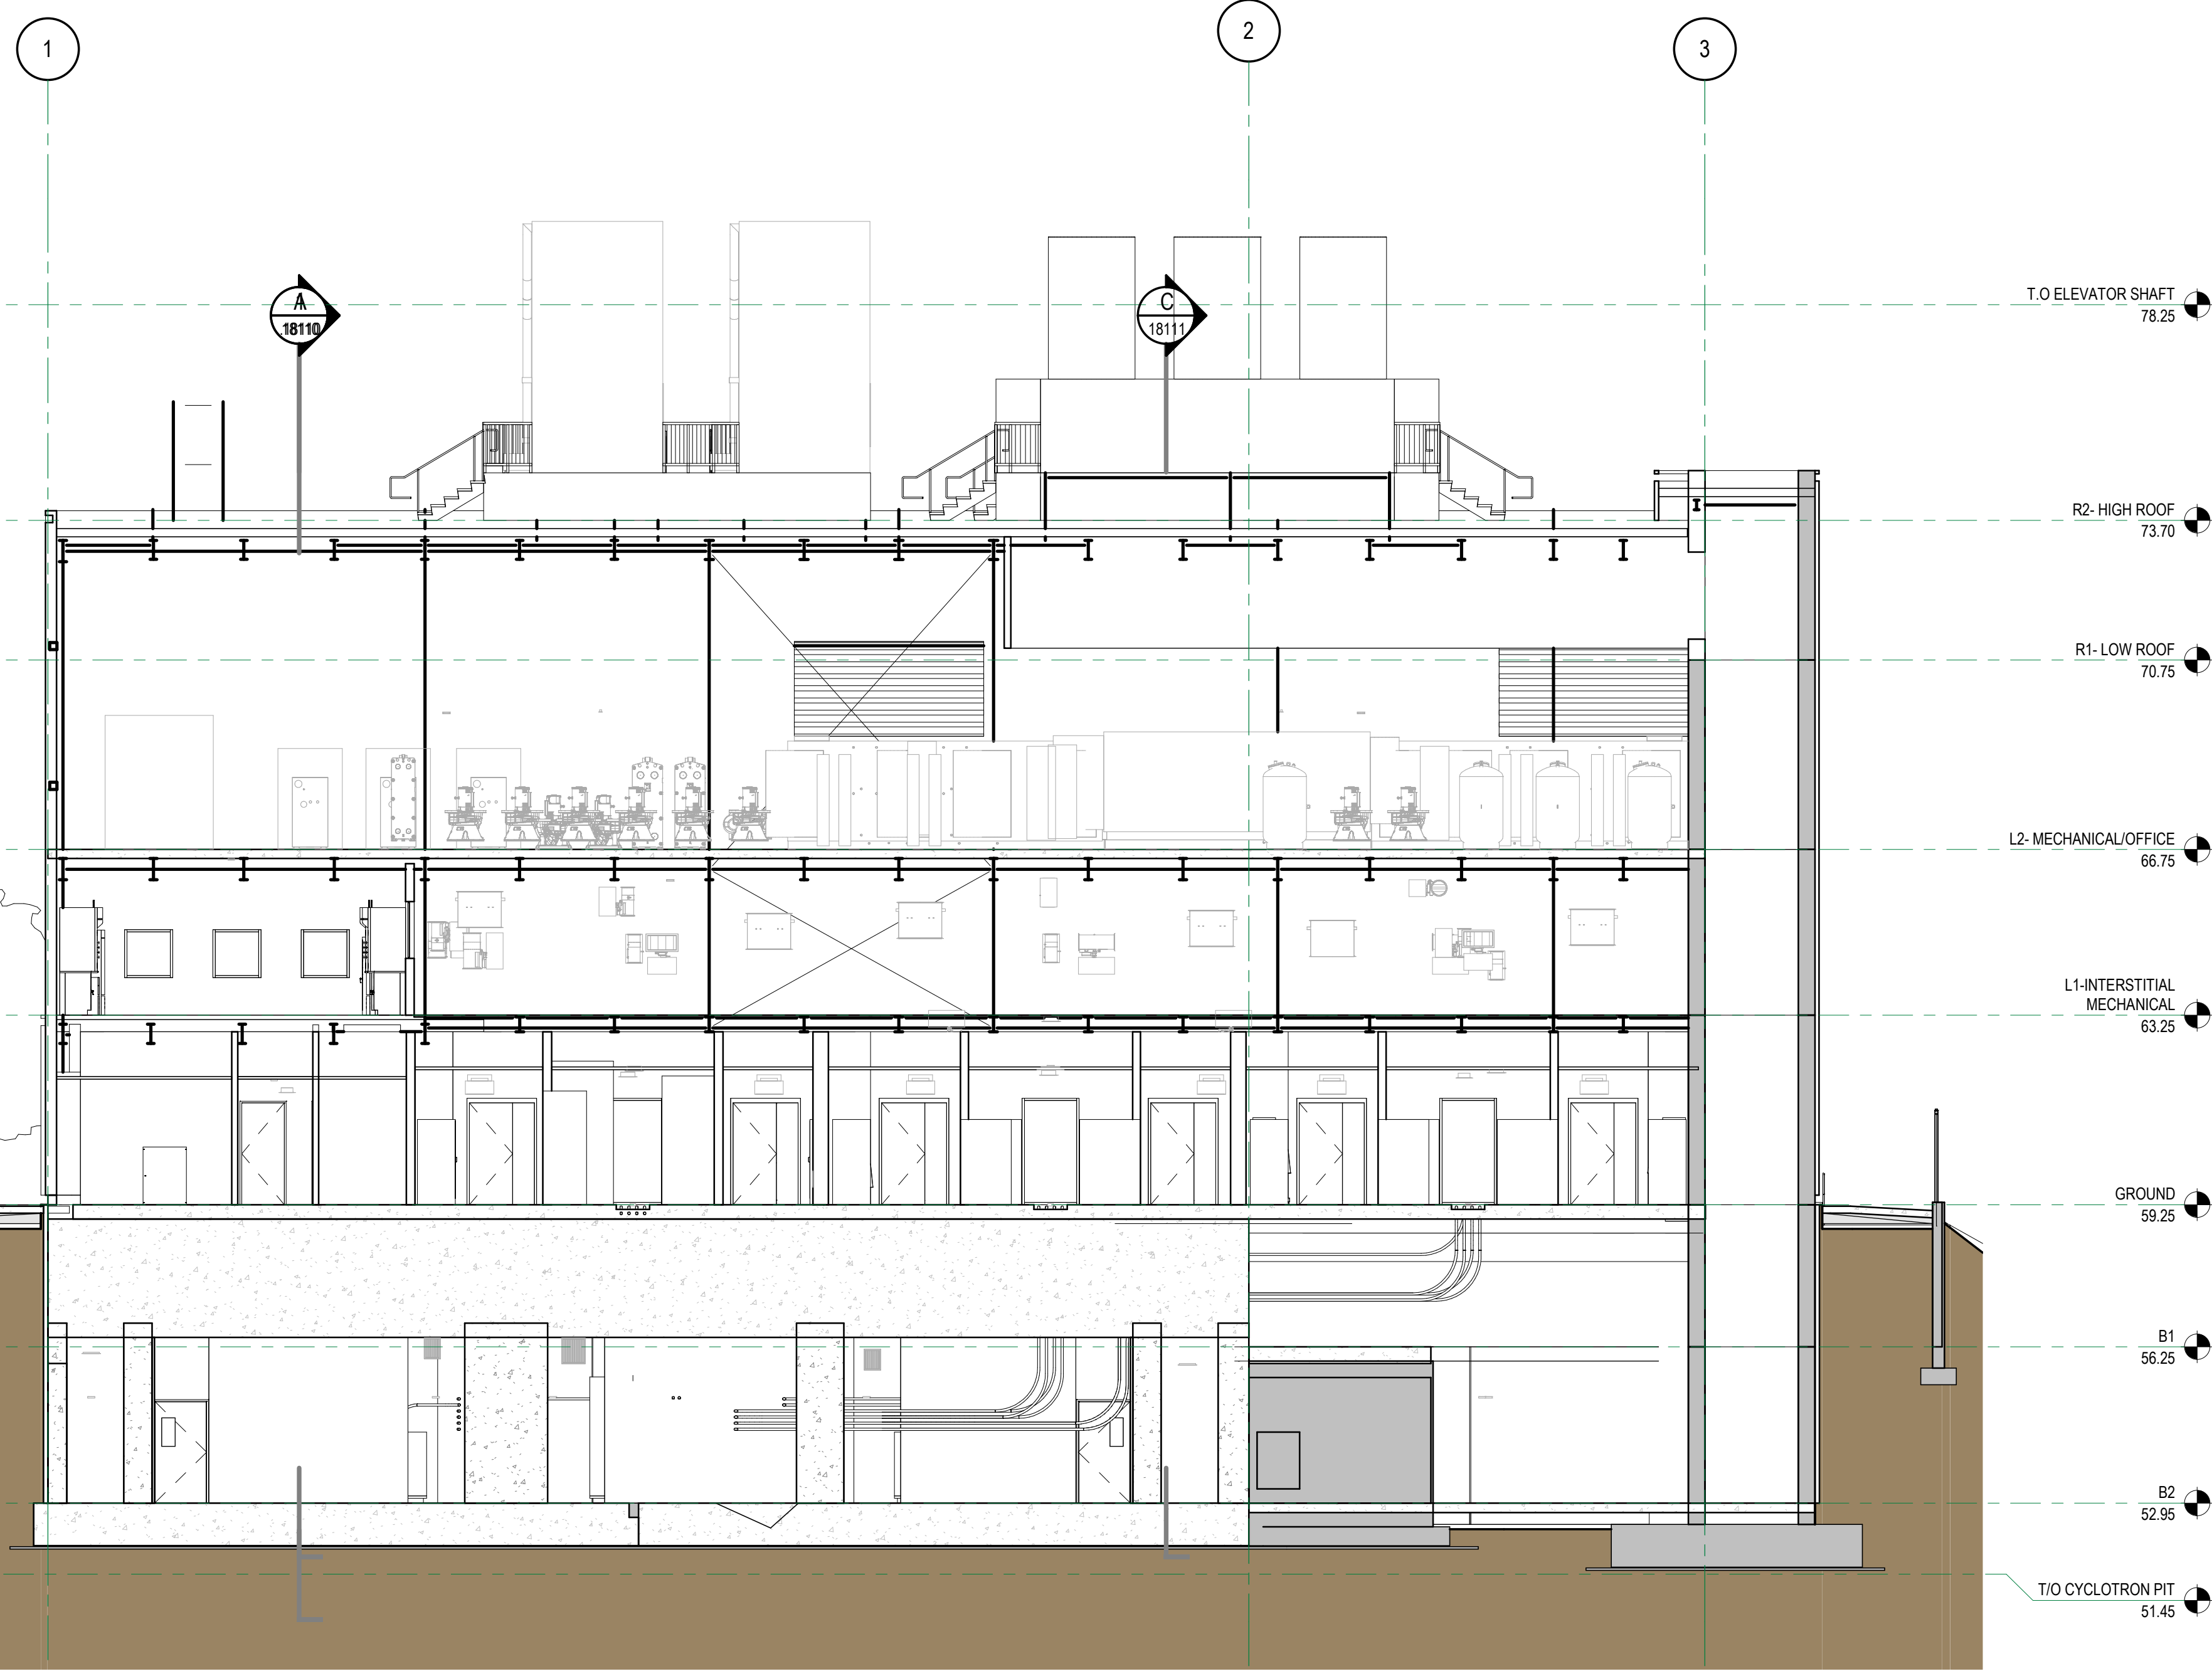 1
2
3
A
18110
C
18111
T.O ELEVATOR SHAFT
78.25
R2- HIGH ROOF
73.70
R1- LOW ROOF
70.75
L2- MECHANICAL/OFFICE
66.75
L1-INTERSTITIAL
MECHANICAL
63.25
GROUND
59.25
B1
56.25
B2
52.95
T/O CYCLOTRON PIT
51.45